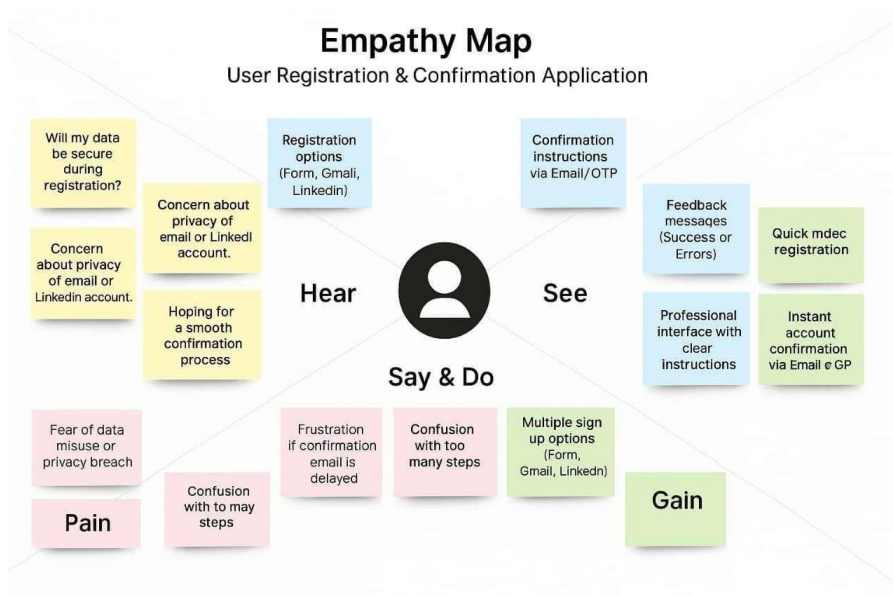 Empathy Map
User Registration & Confirmation Application
Will my data
be secure
during
registration?
Concern about
privacy of
email or LinkedI
account.
Concern
about privacy
of email or
Linkedin account.
Hoping for
a smooth
confirmation
process
Registration
options
(Form, Gmali,
Linkedin)
Confirmation
instructions
via Email/OTP
Feedback
messages
(Success or
Errors)
Quick mdec
registration
Professional
interface with
clear
instructions
Instant
account
confirmation
via Email e GP
Hear
See
Say & Do
Fear of data
misuse or
privacy breach
Pain
Confusion
with to may
steps
Frustration
if confirmation
email is
delayed
Confusion
with too
many steps
Multiple sign
up options
(Form,
Gmail, Linkedn)
Gain